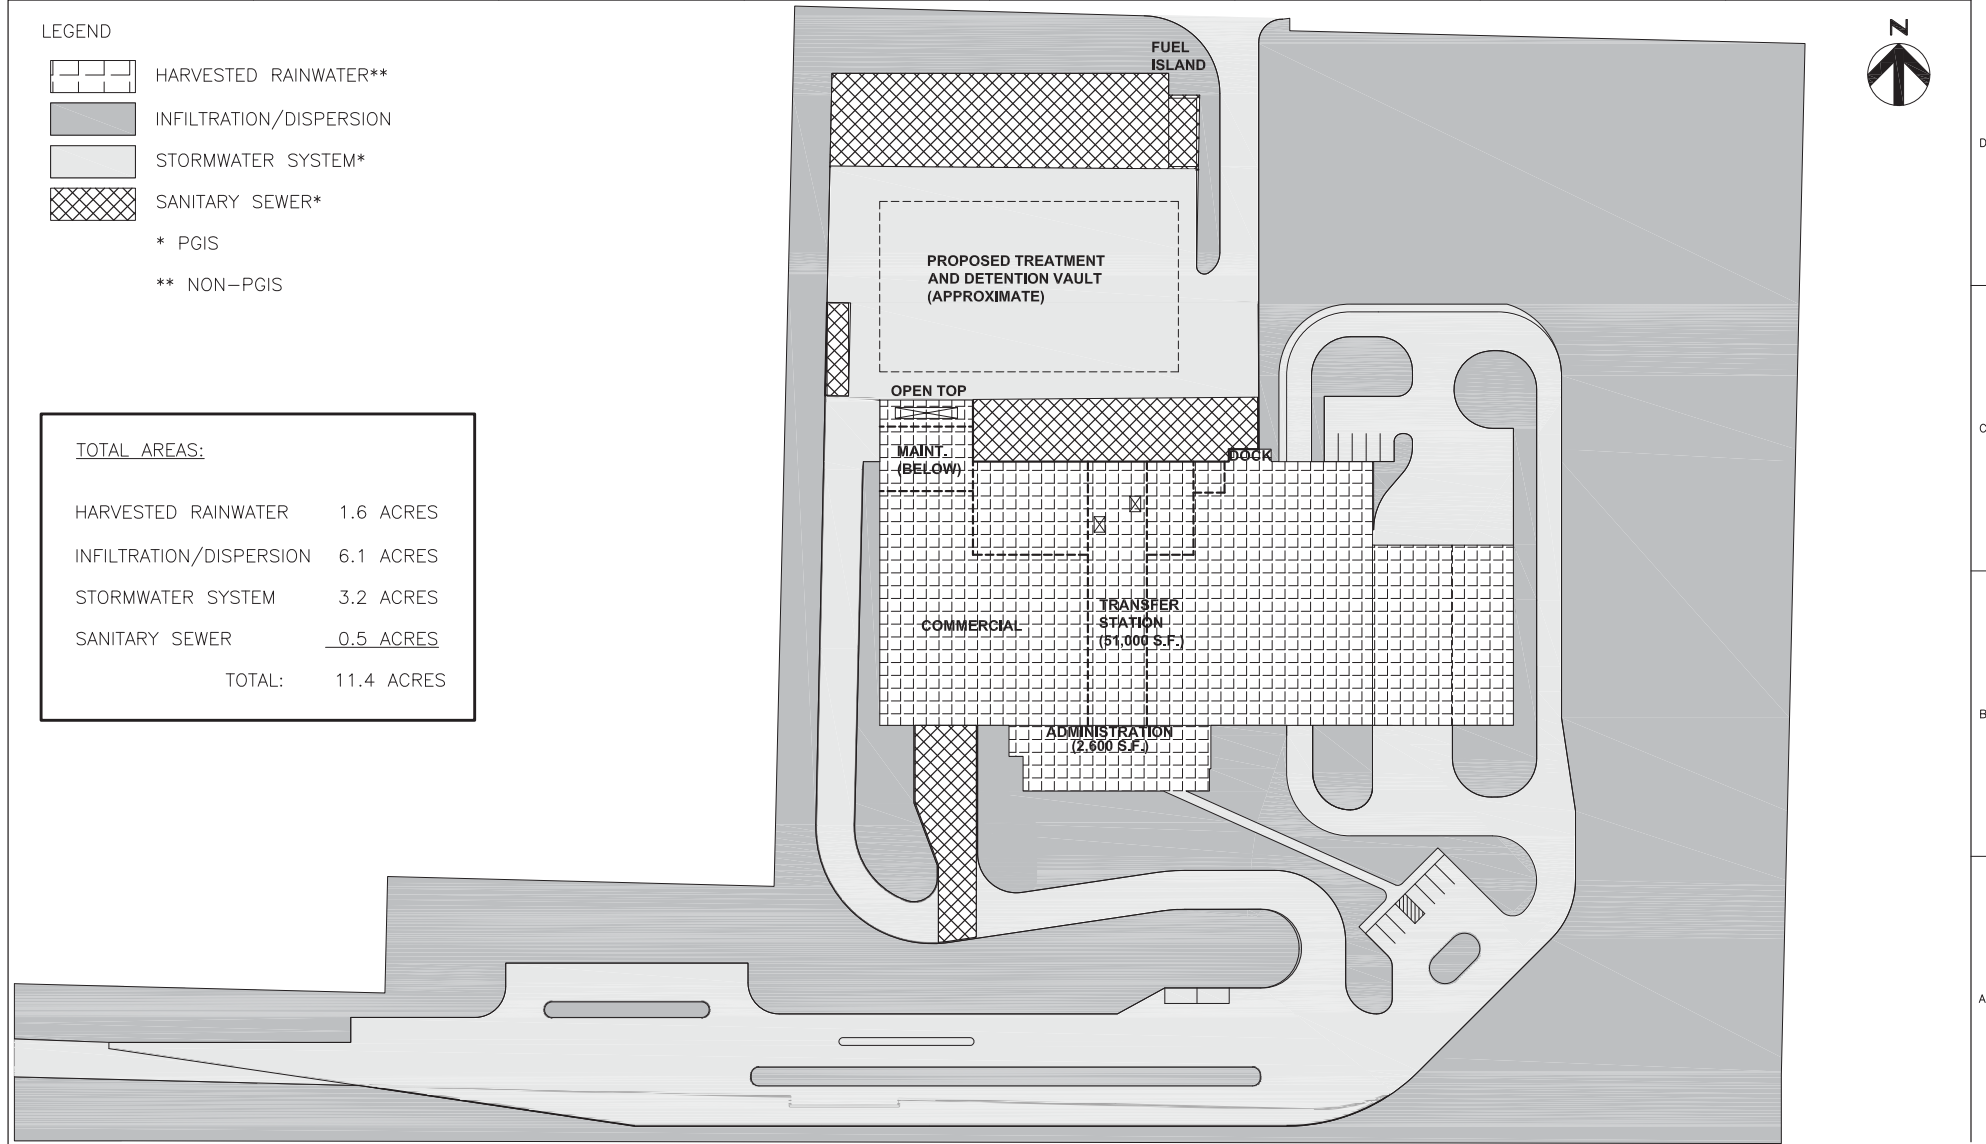 LEGEND
HARVESTED RAINWATER**
INFILTRATION/DISPERSION
STORMWATER SYSTEM*
SANITARY SEWER*
* PGIS
** NON-PGIS
TOTAL AREAS:
HARVESTED RAINWATER 1.6 ACRES
INFILTRATION/DISPERSION 6.1 ACRES
STORMWATER SYSTEM 3.2 ACRES
SANITARY SEWER 0.5 ACRES
TOTAL: 11.4 ACRES
FUEL
ISLAND
PROPOSED TREATMENT
AND DETENTION VAULT
(APPROXIMATE)
OPEN TOP
MAINT.
(BELOW)
DOCK
COMMERCIAL
TRANSFER
STATION
(51,000 S.F.)
ADMINISTRATION
(2,600 S.F.)
N
D
C
B
A